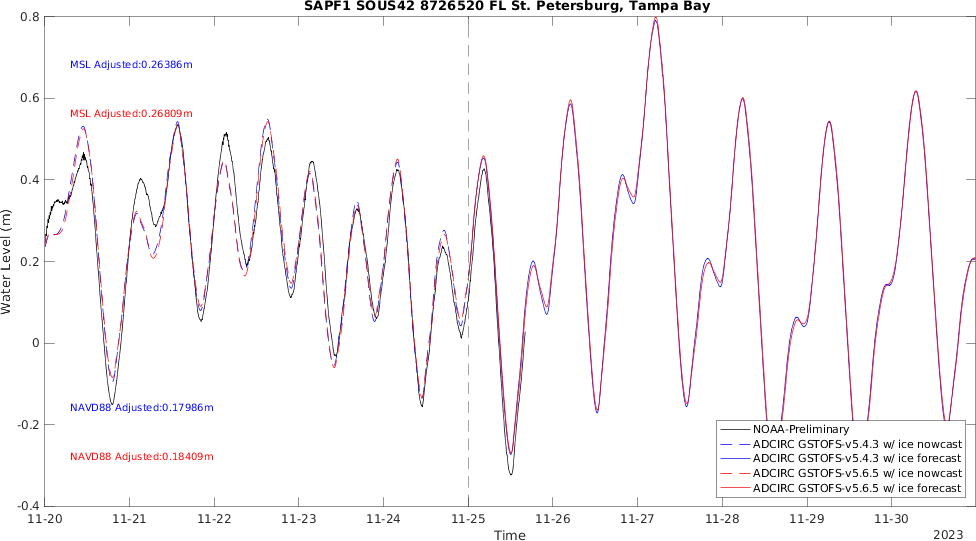 SAPF1 SOUS42 8726520 FL St. Petersburg, Tampa Bay
0.8
0.6
0.4
0.2
0
-0.2
-0.4
Water Level (m)
MSL Adjusted:0.26386m
MSL Adjusted:0.26809m
NAVD88 Adjusted:0.17986m
NAVD88 Adjusted:0.18409m
NOAA-Preliminary
ADCIRC GSTOFS-v5.4.3 w/ ice nowcast
ADCIRC GSTOFS-v5.4.3 w/ ice forecast
ADCIRC GSTOFS-v5.6.5 w/ ice nowcast
ADCIRC GSTOFS-v5.6.5 w/ ice forecast
11-20 11-21 11-22 11-23 11-24 11-25 11-26 11-27 11-28 11-29 11-30
Time
2023